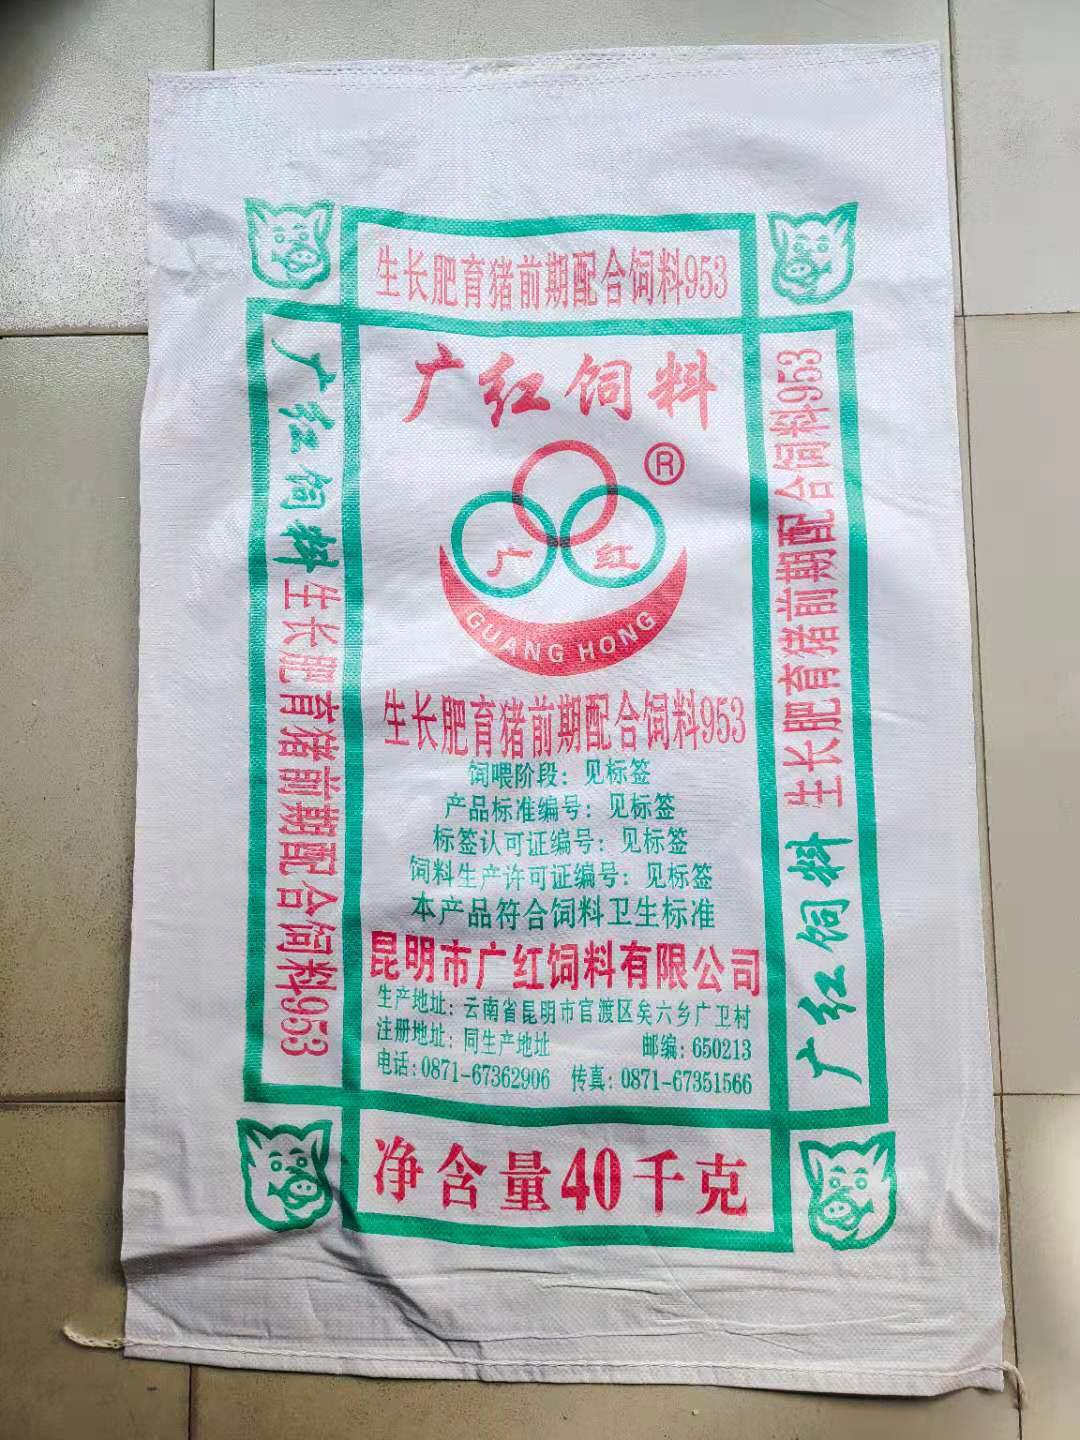 生长肥育猪前期配合饲料953
广红饲料
®
广红
GUANG HONG
生长肥育猪前期配合饲料953
饲喂阶段：见标签
产品标准编号：见标签
标签认可证编号：见标签
饲料生产许可证编号：见标签
本产品符合饲料卫生标准
昆明市广红饲料有限公司
生产地址：云南省昆明市官渡区矣六乡广卫村
注册地址：同生产地址 邮编：650213
电话：0871-67362906 传真：0871-67351566
净含量40千克
广红饲料 生长肥育猪前期配合饲料953
广红饲料 生长肥育猪前期配合饲料953